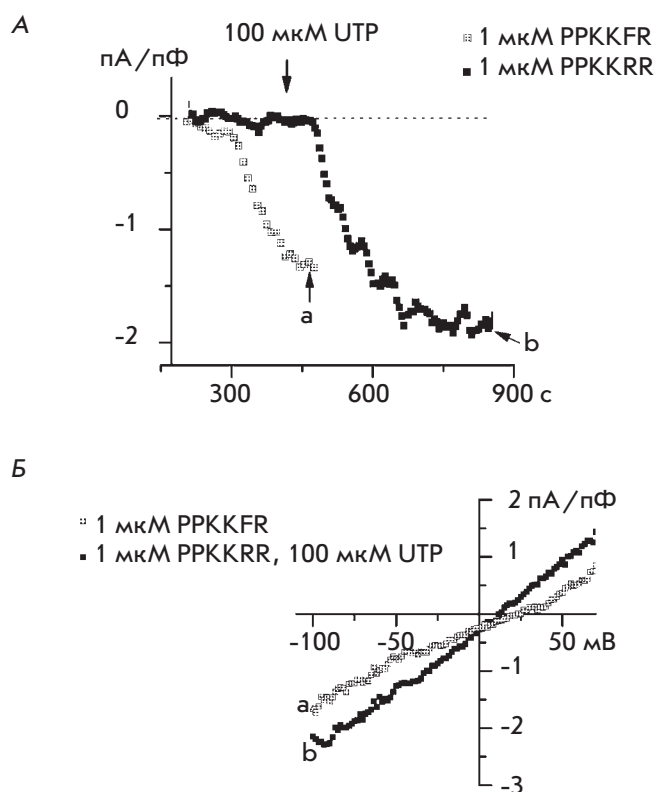 А
пА/пФ
100 мкМ UTP
1 мкМ PPKKFR
1 мкМ PPKKRR
0
-1
-2
a
b
300 600 900 с
Б
1 мкМ PPKKFR
1 мкМ PPKKRR, 100 мкМ UTP
2 пА/пФ
1
-100 -50 50 мВ
-1
-2
-3
a
b